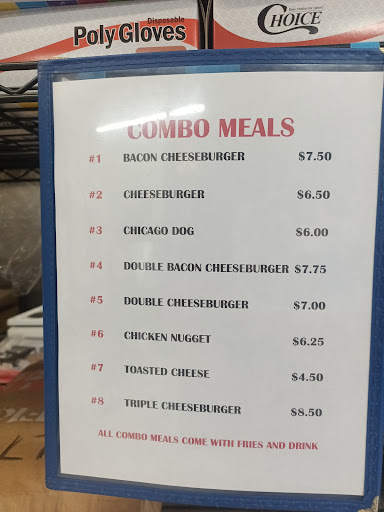 Disposable
Poly Gloves
CHOICE
COMBO MEALS
#1 BACON CHEESEBURGER $7.50
#2 CHEESEBURGER $6.50
#3 CHICAGO DOG $6.00
#4 DOUBLE BACON CHEESEBURGER $7.75
#5 DOUBLE CHEESEBURGER $7.00
#6 CHICKEN NUGGET $6.25
#7 TOASTED CHEESE $4.50
#8 TRIPLE CHEESEBURGER $8.50
ALL COMBO MEALS COME WITH FRIES AND DRINK